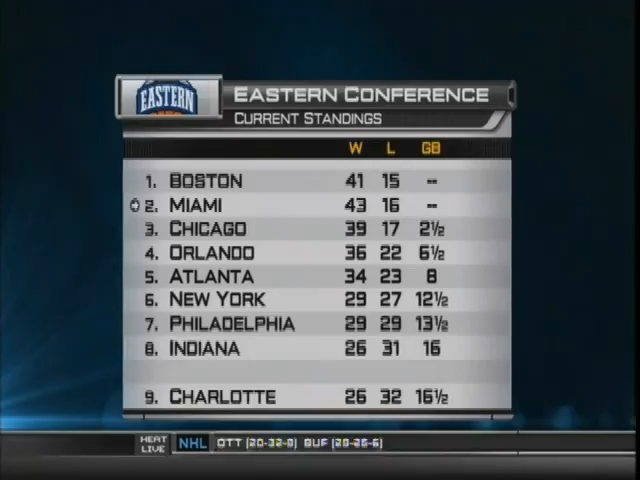 EASTERN
EASTERN CONFERENCE
CURRENT STANDINGS
W L GB
1. BOSTON 41 15 --
2. MIAMI 43 16 --
3. CHICAGO 39 17 2½
4. ORLANDO 36 22 6½
5. ATLANTA 34 23 8
6. NEW YORK 29 27 12½
7. PHILADELPHIA 29 29 13½
8. INDIANA 26 31 16
9. CHARLOTTE 26 32 16½
HEAT
LIVE
NHL OTT (20-32-8) BUF